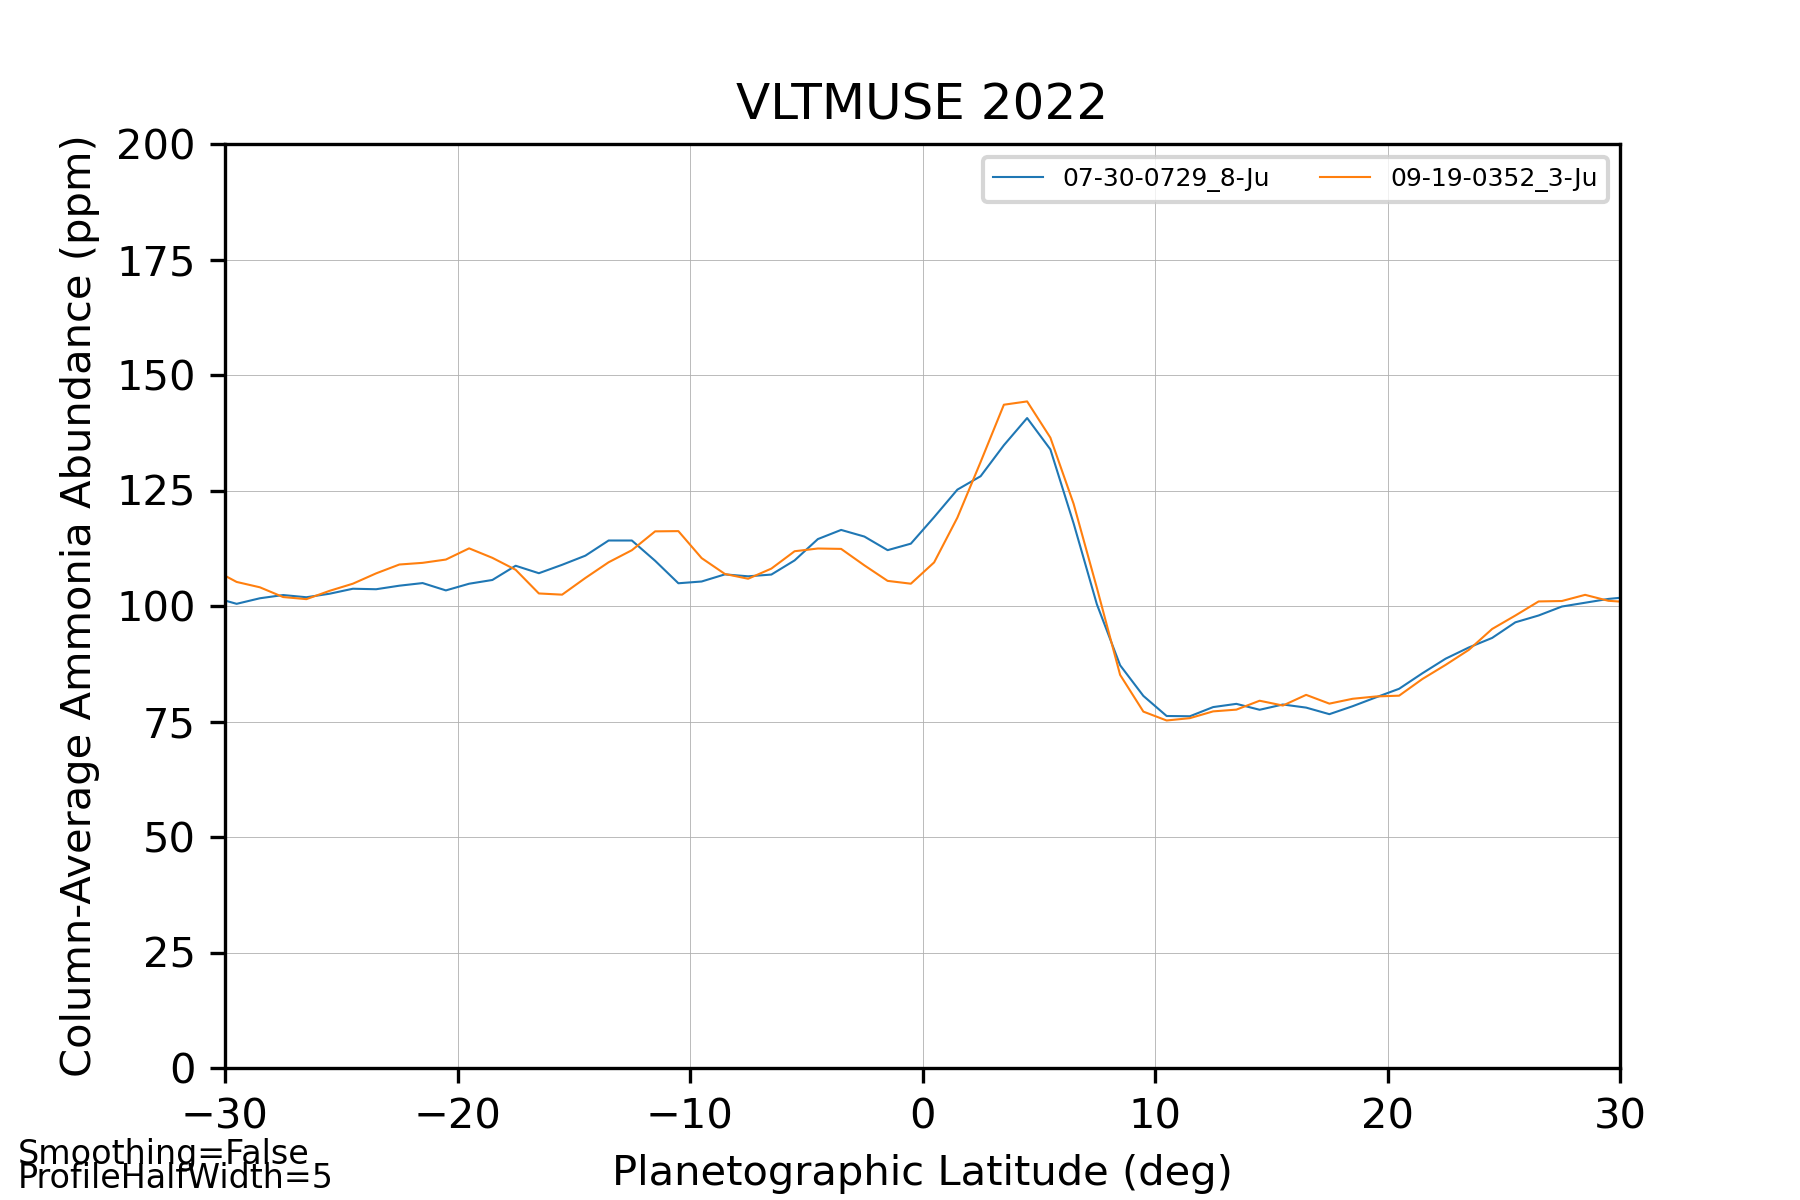 VLTMUSE 2022
Column-Average Ammonia Abundance (ppm)
200
175
150
125
100
75
50
25
0
07-30-0729_8-Ju 09-19-0352_3-Ju
−30 −20 −10 0 10 20 30
Planetographic Latitude (deg)
Smoothing=False
ProfileHalfWidth=5